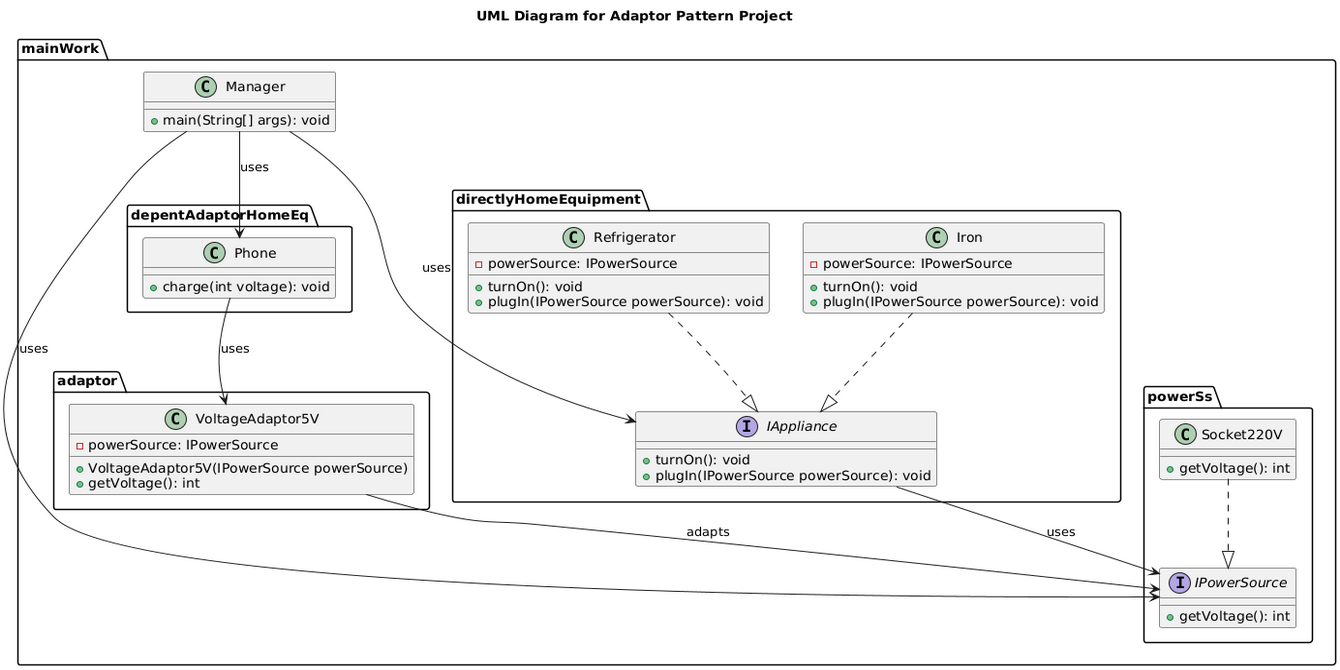 UML Diagram for Adaptor Pattern Project
mainWork
C Manager
main(String[] args): void
uses
depentAdaptorHomeEq
C Phone
charge(int voltage): void
directlyHomeEquipment
C Refrigerator
powerSource: IPowerSource
turnOn(): void
plugIn(IPowerSource powerSource): void
C Iron
powerSource: IPowerSource
turnOn(): void
plugIn(IPowerSource powerSource): void
uses
uses
uses
adaptor
C VoltageAdaptor5V
powerSource: IPowerSource
VoltageAdaptor5V(IPowerSource powerSource)
getVoltage(): int
I IAppliance
turnOn(): void
plugIn(IPowerSource powerSource): void
powerSs
C Socket220V
getVoltage(): int
adapts
uses
I IPowerSource
getVoltage(): int